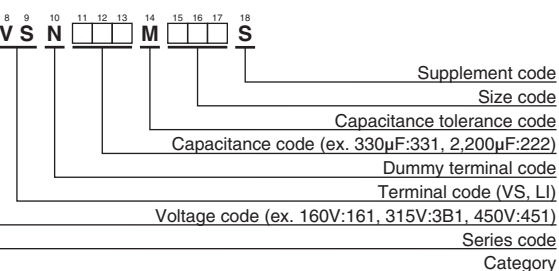 8 9 10 11 12 13 14 15 16 17 18
V S N M S
Supplement code
Size code
Capacitance tolerance code
Capacitance code (ex. 330µF:331, 2,200µF:222)
Dummy terminal code
Terminal code (VS, LI)
Voltage code (ex. 160V:161, 315V:3B1, 450V:451)
Series code
Category